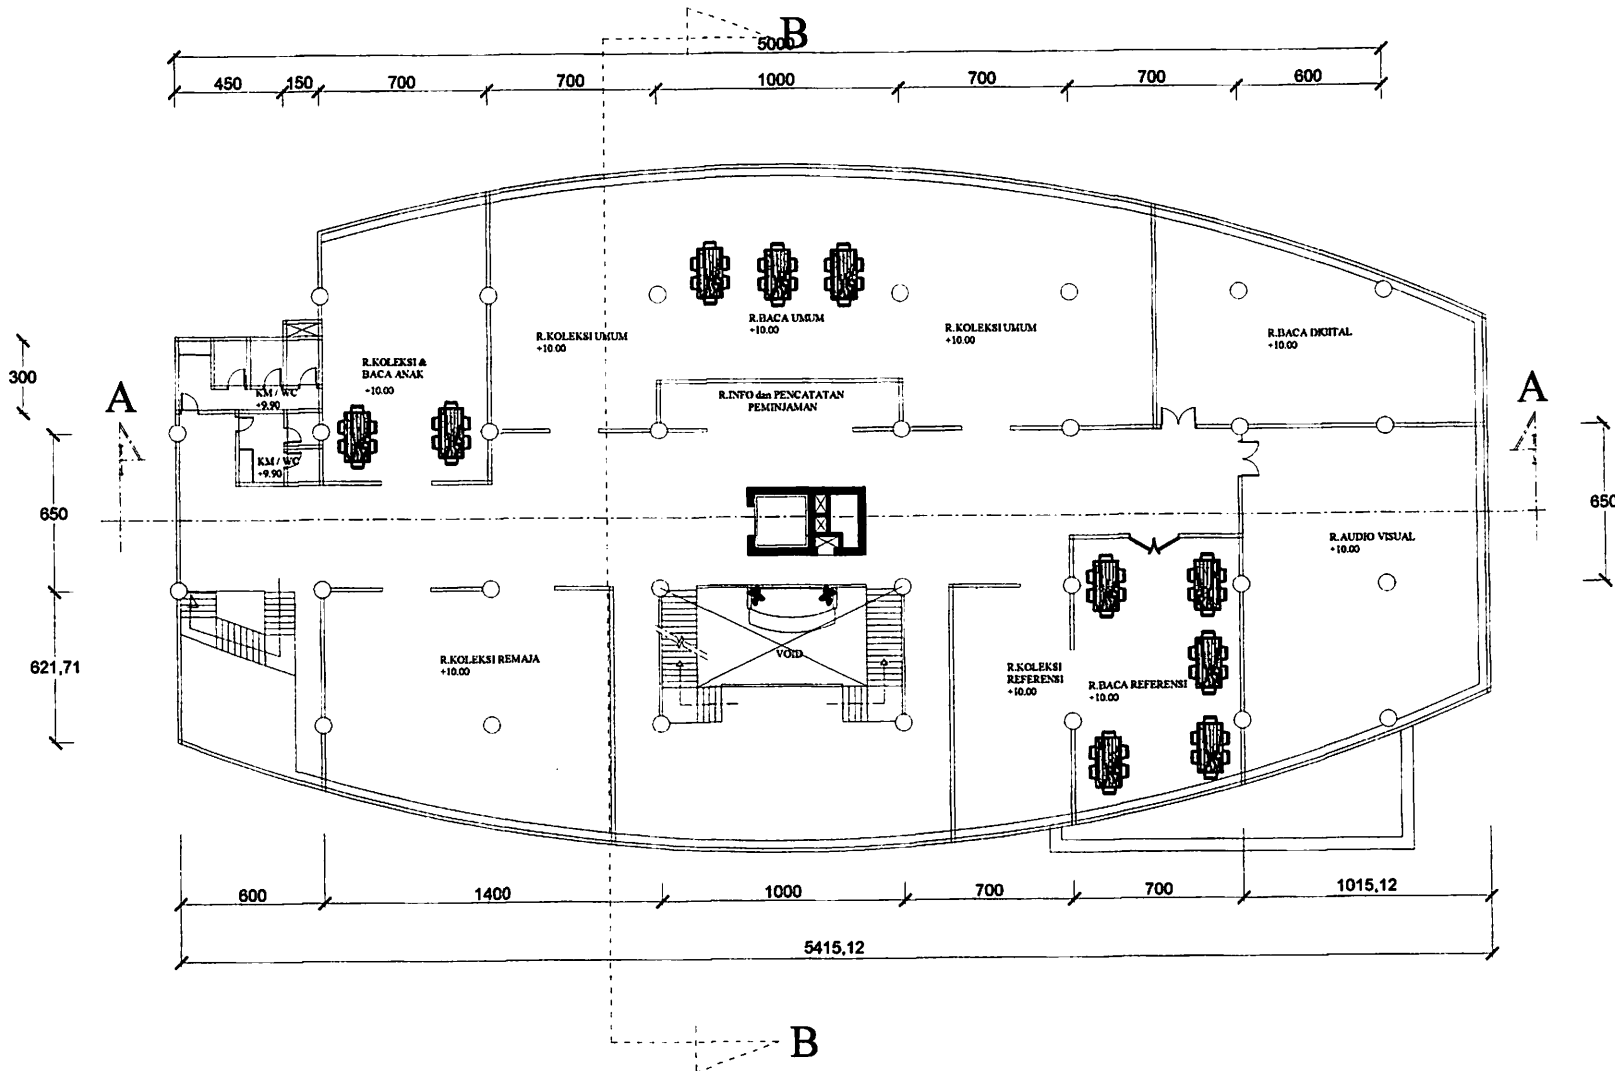 B
5000
450
150
700
700
1000
700
700
600
R.KOLEKSI UMUM
+10.00
R.BACA UMUM
+10.00
R.KOLEKSI UMUM
+10.00
R.BACA DIGITAL
+10.00
R.KOLEKSI &
BACA ANAK
+10.00
300
KM / WC
+9.90
R.INFO dan PENCATATAN
PEMINJAMAN
A
A
KM / WC
+9.90
650
650
R.AUDIO VISUAL
+10.00
621,71
R.KOLEKSI REMAJA
+10.00
VOID
R.KOLEKSI
REFERENSI
+10.00
R.BACA REFERENSI
+10.00
600
1400
1000
700
700
1015,12
5415,12
B